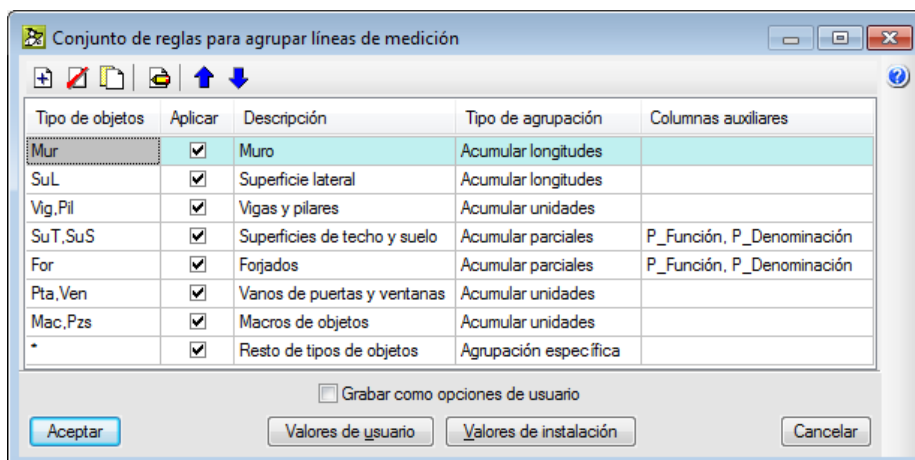 Conjunto de reglas para agrupar líneas de medición
Tipo de objetos Aplicar Descripción Tipo de agrupación Columnas auxiliares
Mur Muro Acumular longitudes
SuL Superficie lateral Acumular longitudes
Vig,Pil Vigas y pilares Acumular unidades
SuT,SuS Superficies de techo y suelo Acumular parciales P_Función, P_Denominación
For Forjados Acumular parciales P_Función, P_Denominación
Pta,Ven Vanos de puertas y ventanas Acumular unidades
Mac,Pzs Macros de objetos Acumular unidades
* Resto de tipos de objetos Agrupación específica
Grabar como opciones de usuario
Aceptar Valores de usuario Valores de instalación Cancelar